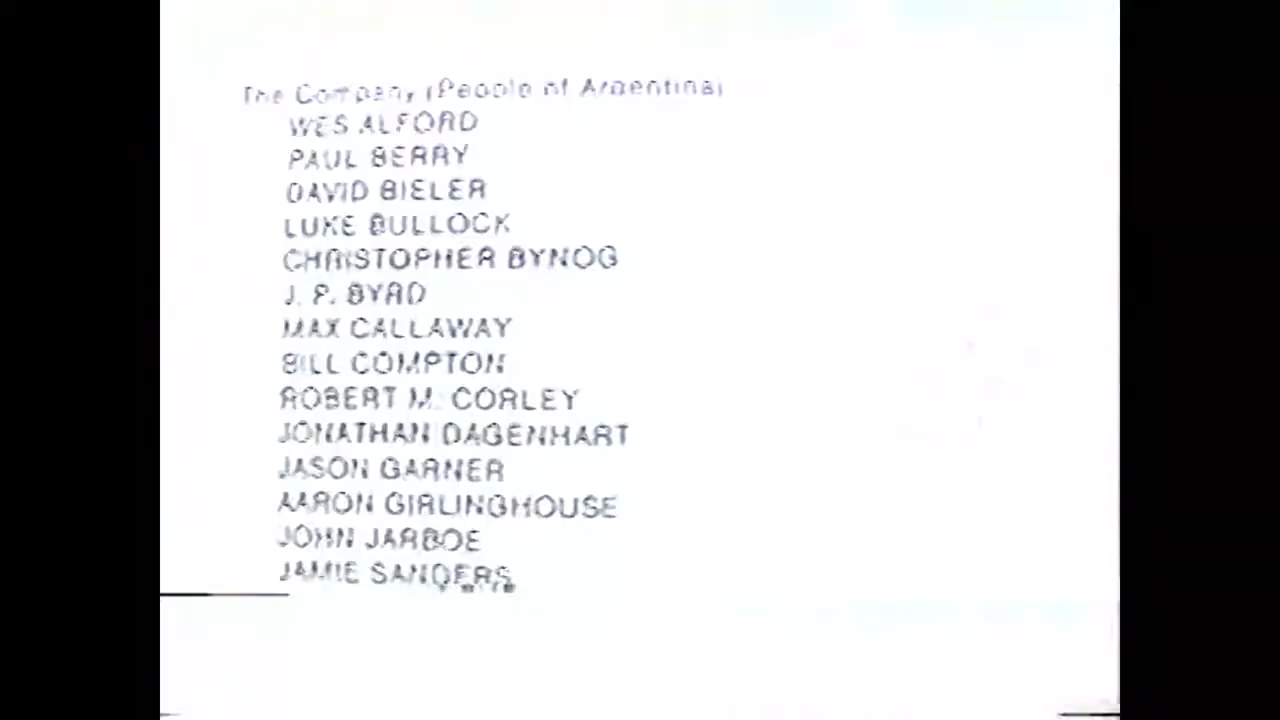 The Company (People of Argentina)
WES ALFORD
PAUL BERRY
DAVID BIELER
LUKE BULLOCK
CHRISTOPHER BYNOG
J. P. BYRD
MAX CALLAWAY
BILL COMPTON
ROBERT M. CORLEY
JONATHAN DAGENHART
JASON GARNER
AARON GIRLINGHOUSE
JOHN JARBOE
JAMIE SANDERS